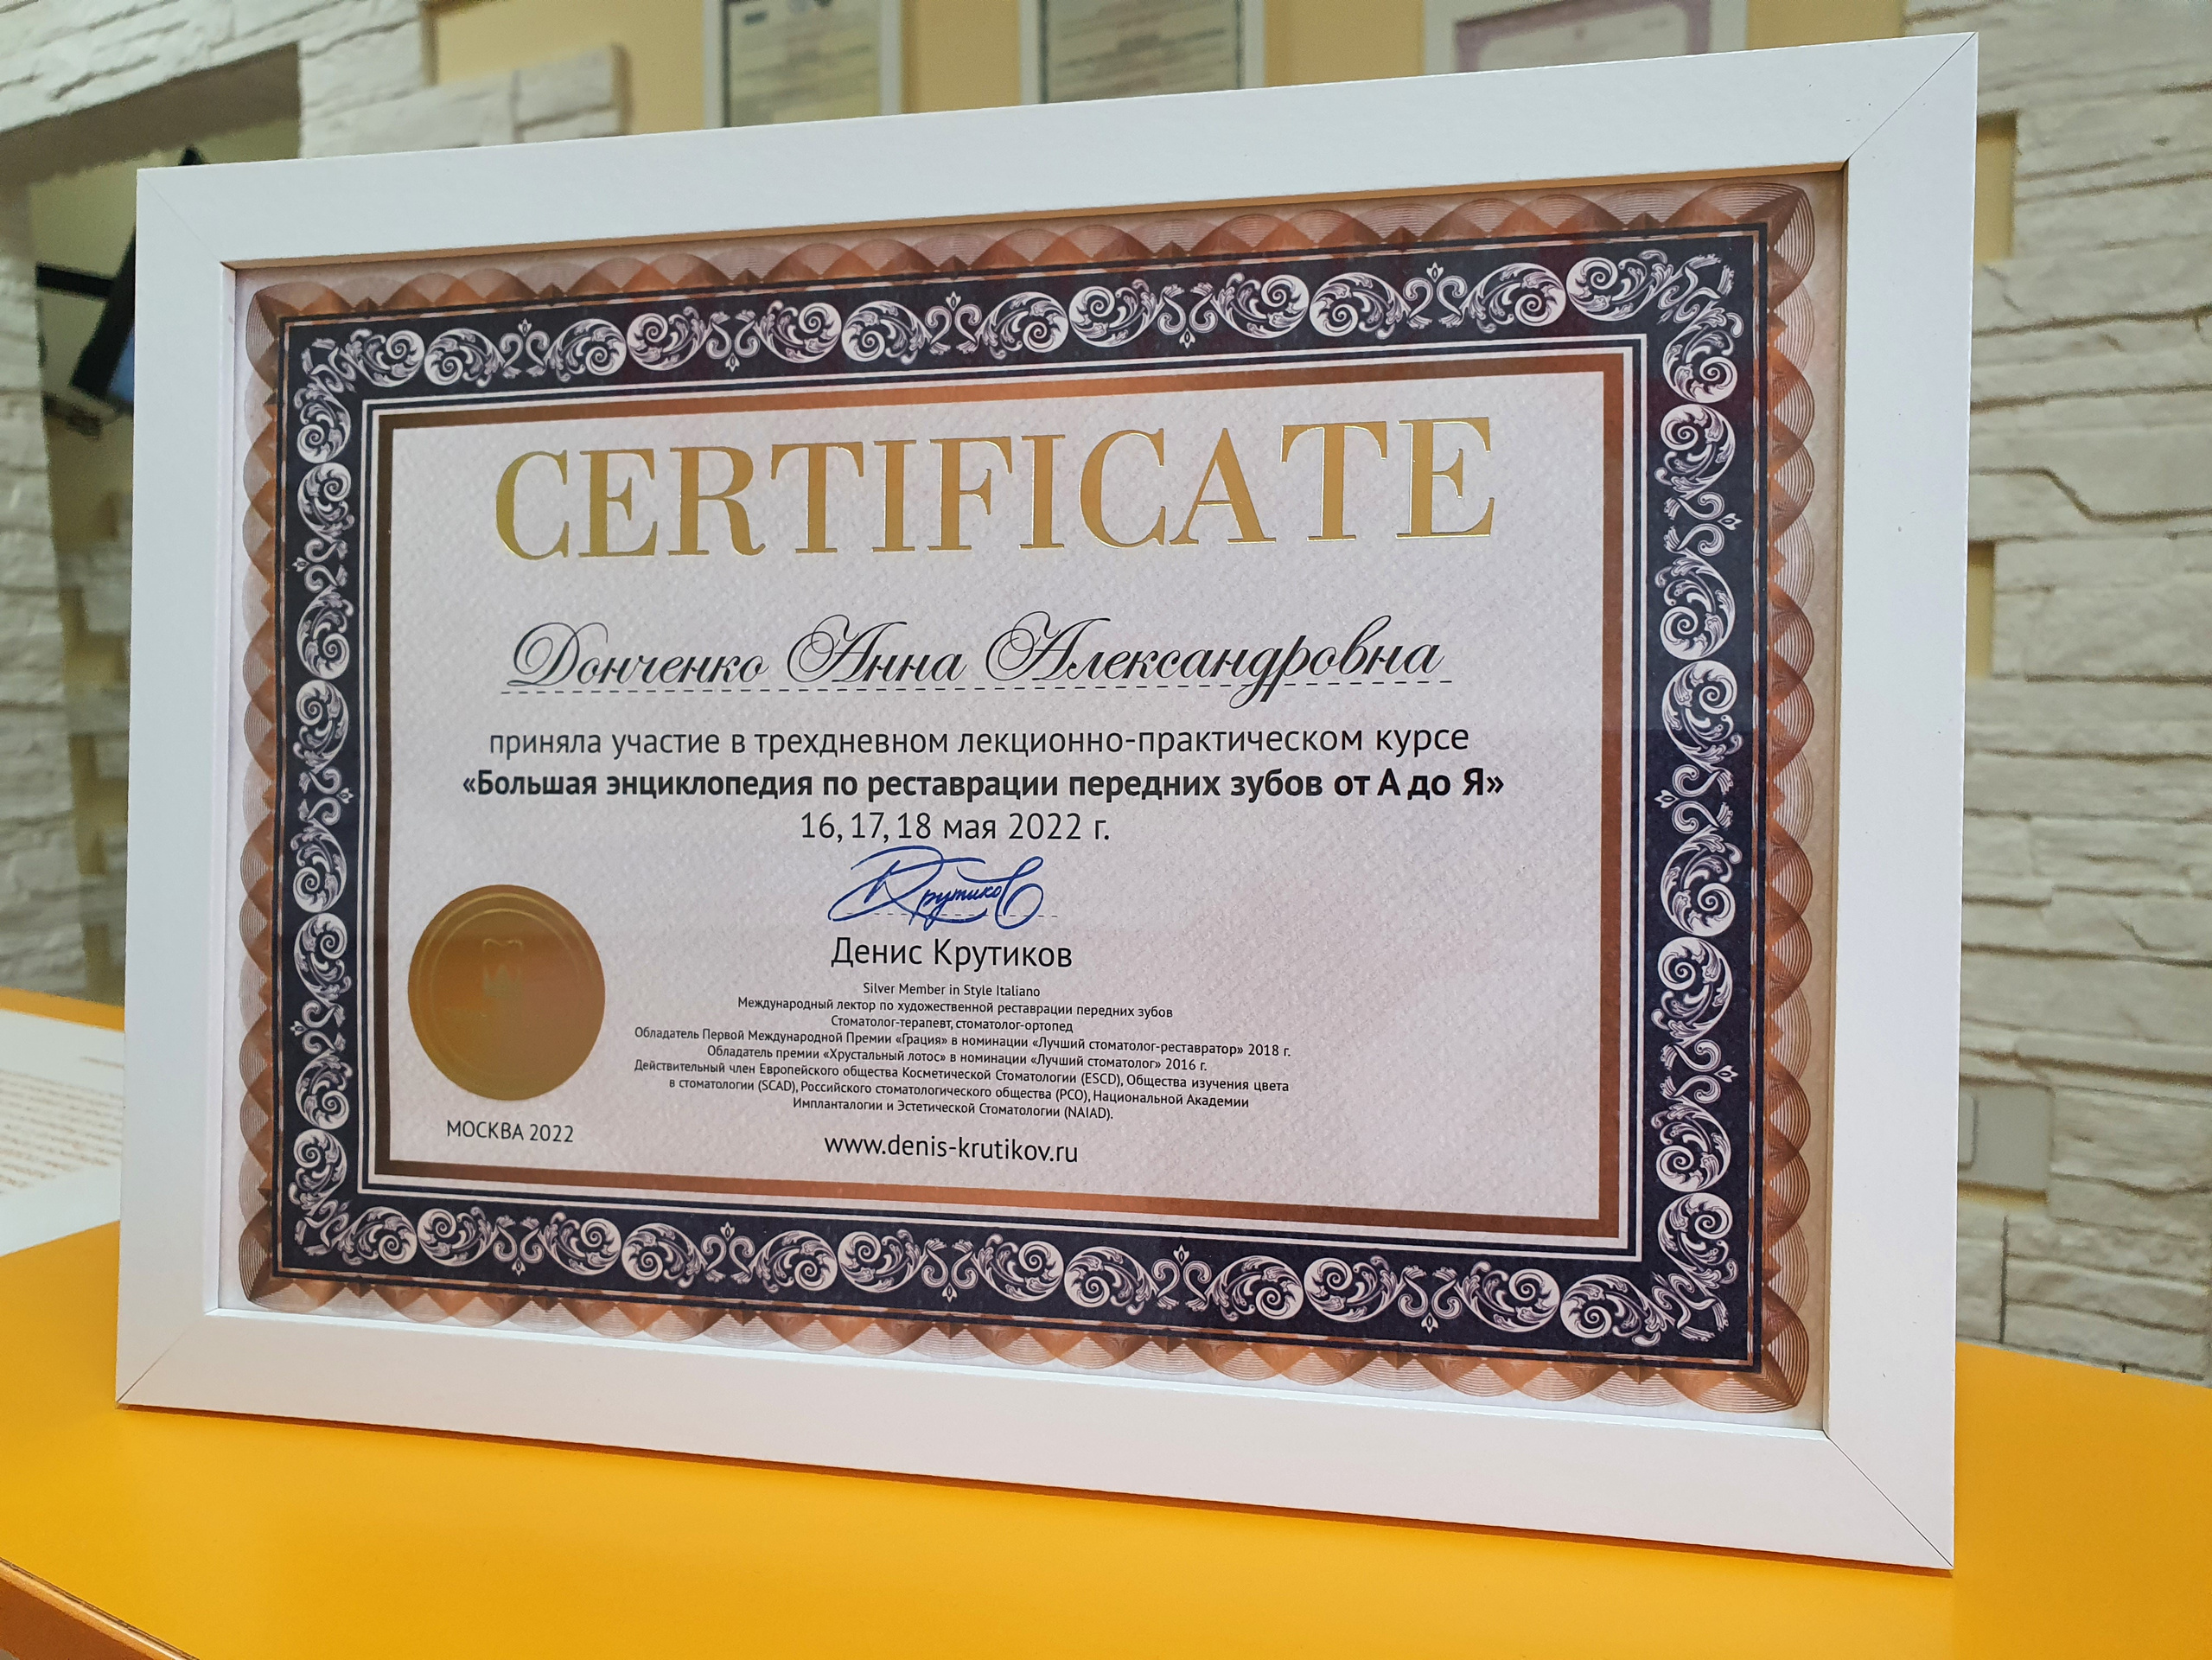 CERTIFICATE
Донченко Анна Александровна
приняла участие в трехдневном лекционно-практическом курсе
«Большая энциклопедия по реставрации передних зубов от А до Я»
16, 17, 18 мая 2022 г.
Крутиков
Денис Крутиков
Silver Member in Style Italiano
Международный лектор по художественной реставрации передних зубов
Стоматолог-терапевт, стоматолог-ортопед
Обладатель Первой Международной Премии «Грация» в номинации «Лучший стоматолог-реставратор» 2018 г.
Обладатель премии «Хрустальный лотос» в номинации «Лучший стоматолог» 2016 г.
Действительный член Европейского общества Косметической Стоматологии (ESCD), Общества изучения цвета
в стоматологии (SCAD), Российского стоматологического общества (РСО), Национальной Академии
Импланталогии и Эстетической Стоматологии (NAIAD).
МОСКВА 2022
www.denis-krutikov.ru